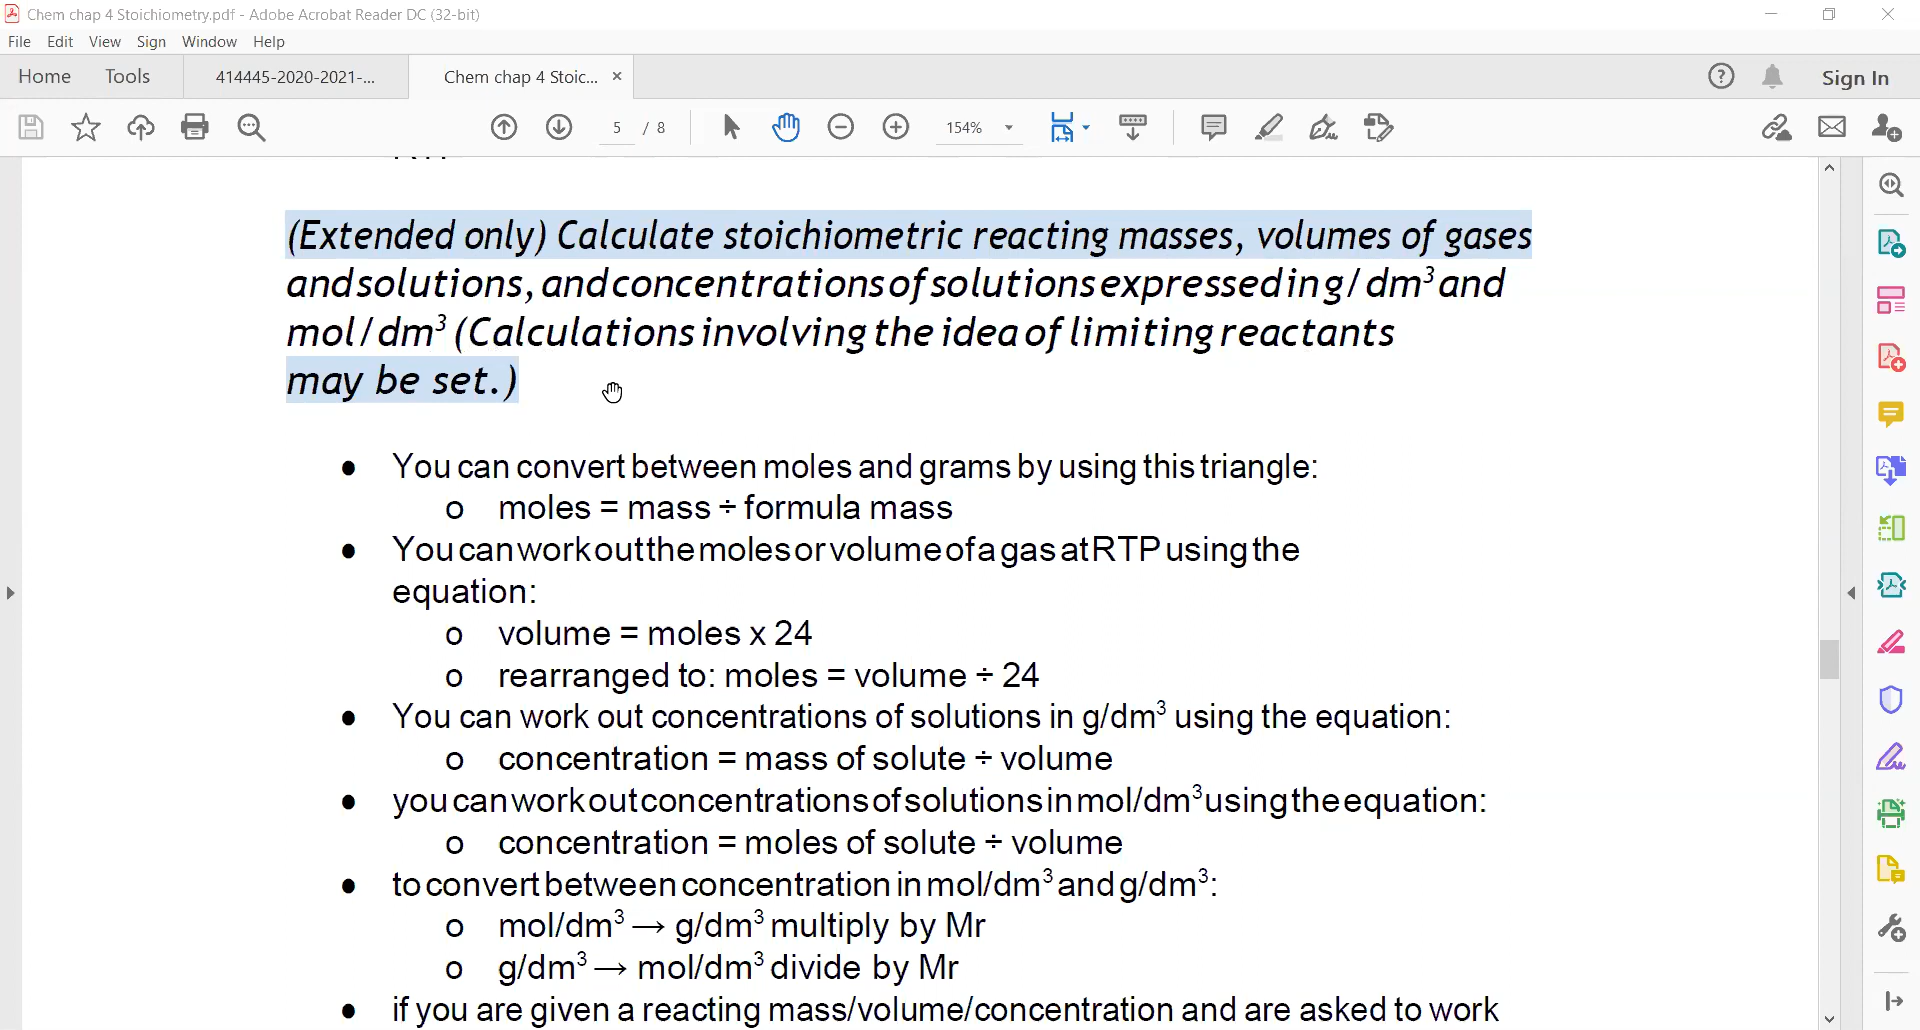 Chem chap 4 Stoichiometry.pdf - Adobe Acrobat Reader DC (32-bit)
File Edit View Sign Window Help
Home Tools 414445-2020-2021-... Chem chap 4 Stoic... × Sign In
5 / 8 154%
(Extended only) Calculate stoichiometric reacting masses, volumes of gases
and solutions, and concentrations of solutions expressed in g/dm³ and
mol/dm³ (Calculations involving the idea of limiting reactants
may be set.)
● You can convert between moles and grams by using this triangle:
o moles = mass ÷ formula mass
● You can work out the moles or volume of a gas at RTP using the
equation:
o volume = moles x 24
o rearranged to: moles = volume ÷ 24
● You can work out concentrations of solutions in g/dm³ using the equation:
o concentration = mass of solute ÷ volume
● you can work out concentrations of solutions in mol/dm³ using the equation:
o concentration = moles of solute ÷ volume
● to convert between concentration in mol/dm³ and g/dm³:
o mol/dm³ → g/dm³ multiply by Mr
o g/dm³ → mol/dm³ divide by Mr
● if you are given a reacting mass/volume/concentration and are asked to work